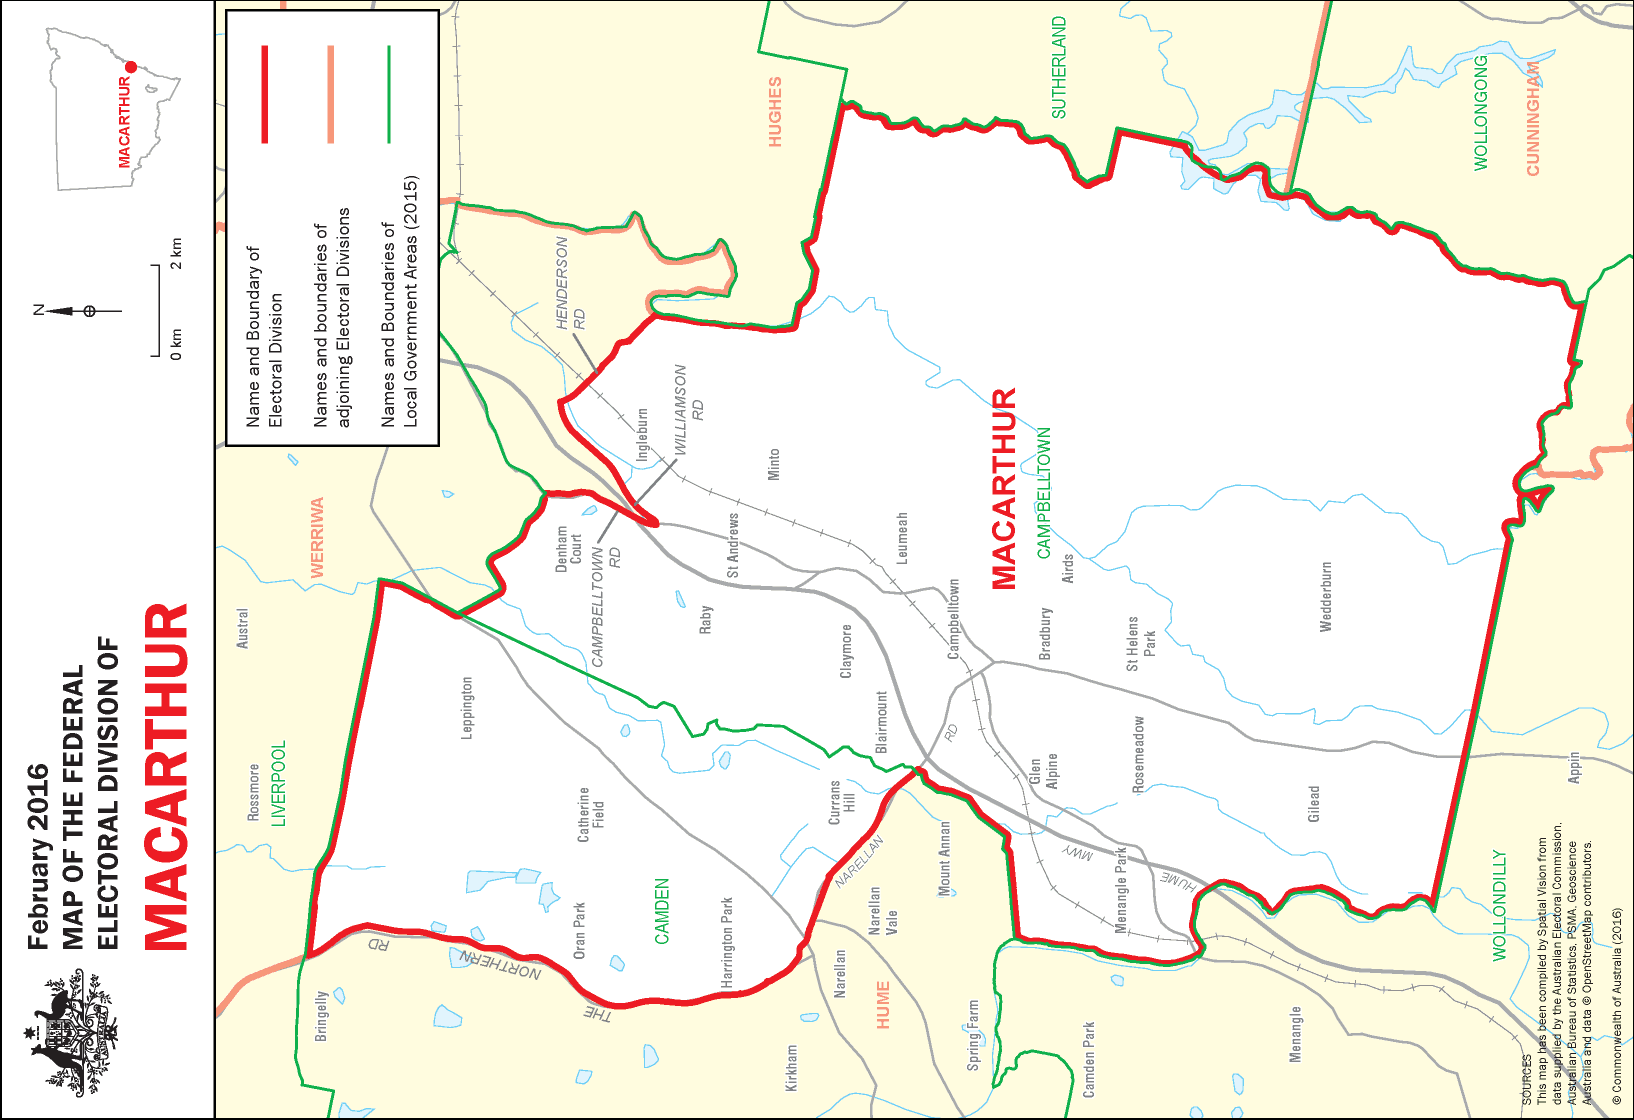 February 2016
MAP OF THE FEDERAL
ELECTORAL DIVISION OF
MACARTHUR
N
0 km
2 km
MACARTHUR
Name and Boundary of
Electoral Division
Names and boundaries of
adjoining Electoral Divisions
Names and Boundaries of
Local Government Areas (2015)
Bringelly
Rossmore
LIVERPOOL
Austral
WERRIWA
RD
NORTHERN
THE
Leppington
Denham
Court
CAMPBELLTOWN
RD
HENDERSON
RD
Ingleburn
WILLIAMSON
RD
HUGHES
Oran Park
Catherine
Field
CAMDEN
Raby
St Andrews
Minto
Harrington Park
Kirkham
Narellan
Narellan
Vale
NARELLAN
RD
Currans
Hill
Claymore
Blairmount
Leumeah
HUME
Mount Annan
Campbelltown
Spring Farm
MACARTHUR
CAMPBELLTOWN
SUTHERLAND
Glen
Alpine
Bradbury
Airds
Camden Park
Menangle Park
MWY
HUME
Rosemeadow
St Helens
Park
Menangle
Gilead
Wedderburn
WOLLONDILLY
Appin
WOLLONGONG
CUNNINGHAM
SOURCES
This map has been compiled by Spatial Vision from
data supplied by the Australian Electoral Commission.
Australian Bureau of Statistics, PSMA, Geoscience
Australia and data © OpenStreetMap contributors.
© Commonwealth of Australia (2016)